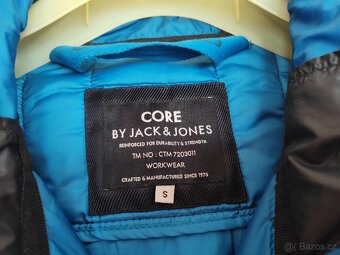 CORE
BY JACK & JONES
REINFORCED FOR DURABILITY & STRENGTH
TM NO : CTM 7203011
WORKWEAR
CRAFTED & MANUFACTURED SINCE 1975
S
Bazos.cz